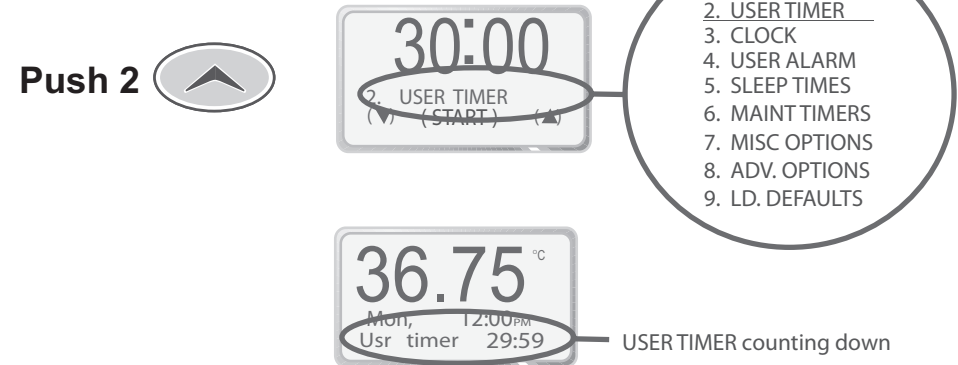 Push 2
30:00
2. USER TIMER
(▼) (START) (▲)
2. USER TIMER
3. CLOCK
4. USER ALARM
5. SLEEP TIMES
6. MAINT TIMERS
7. MISC OPTIONS
8. ADV. OPTIONS
9. LD. DEFAULTS
36.75 °C
Mon, 12:00PM
Usr timer 29:59
USER TIMER counting down